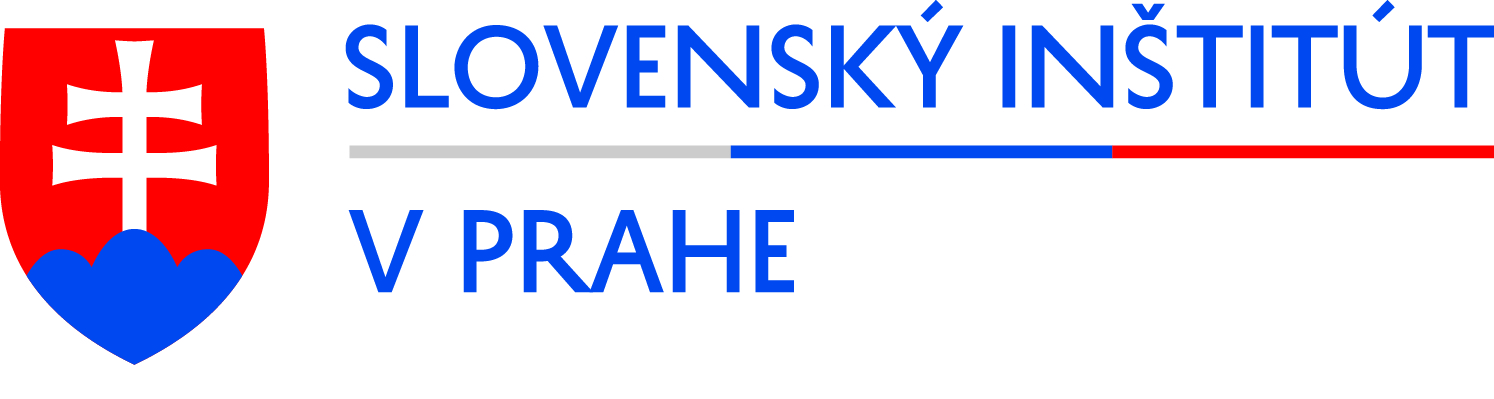 SLOVENSKÝ INŠTITÚT
V PRAHE